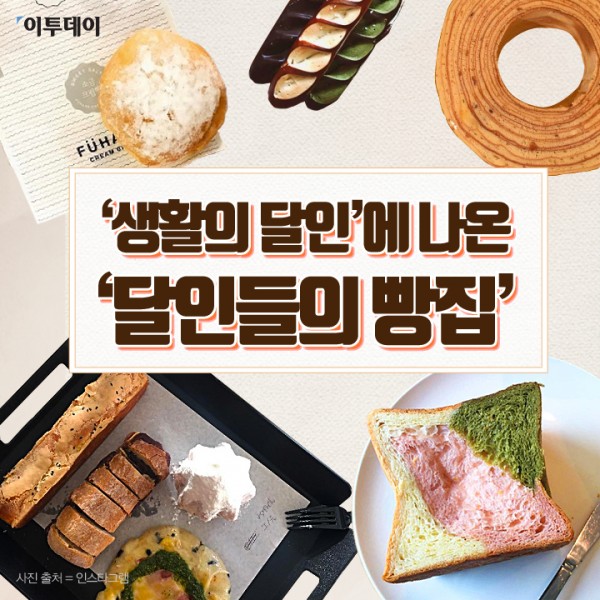 이투데이
FÜHA
CREAM
‘생활의 달인’에 나온
‘달인들의 빵집’
사진 출처 = 인스타그램